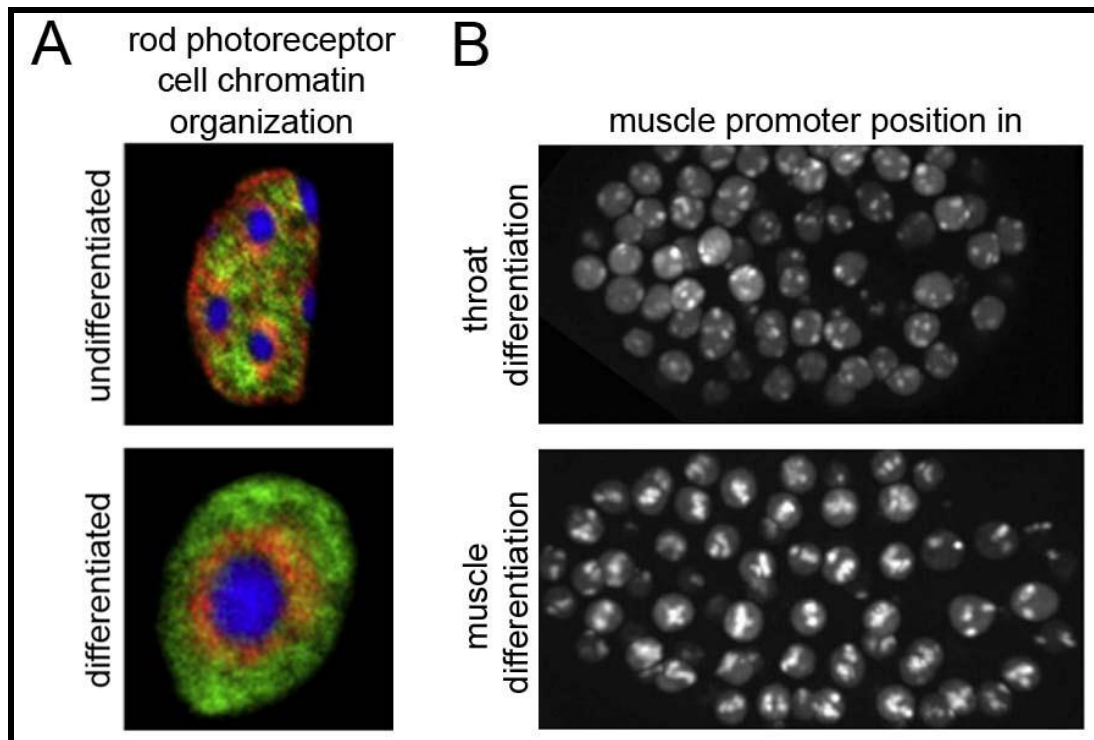 A
rod photoreceptor
cell chromatin
organization
undifferentiated
differentiated
B
muscle promoter position in
throat
differentiation
muscle
differentiation